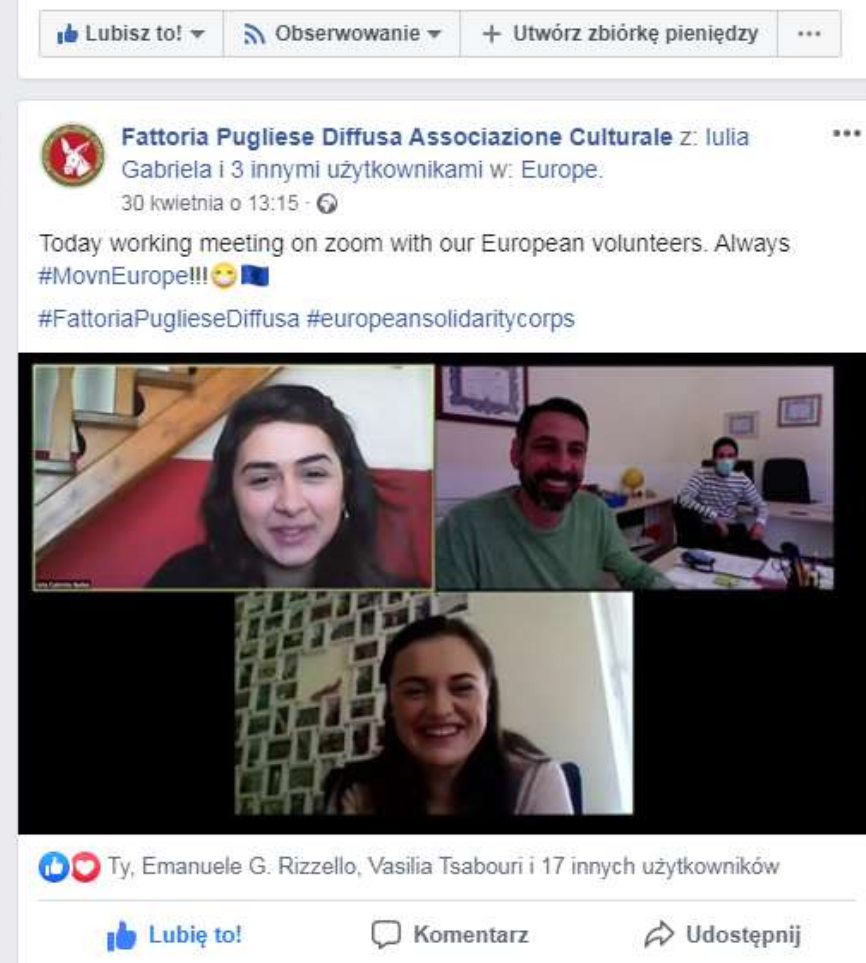 Lubisz to! Obserwowanie + Utwórz zbiórkę pieniędzy ...
Fattoria Pugliese Diffusa Associazione Culturale z: Iulia
Gabriela i 3 innymi użytkownikami w: Europe.
30 kwietnia o 13:15 ·
Today working meeting on zoom with our European volunteers. Always
#MovnEurope!!!
#FattoriaPuglieseDiffusa #europeansolidaritycorps
Ty, Emanuele G. Rizzello, Vasilia Tsabouri i 17 innych użytkowników
Lubię to! Komentarz Udostępnij